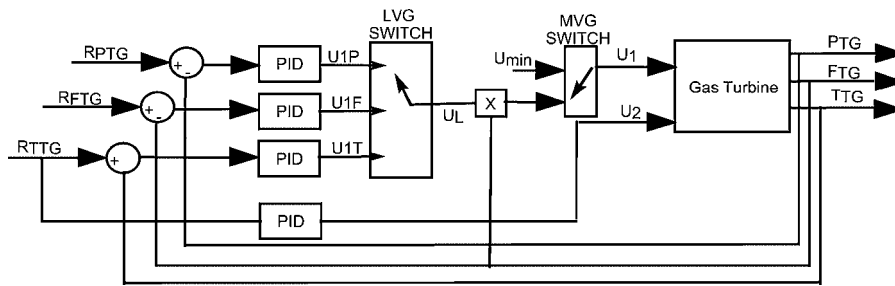 LVG
SWITCH
MVG
SWITCH
RPTG
+
-
PID
U1P
Umin
U1
Gas Turbine
PTG
FTG
TTG
RFTG
+
-
PID
U1F
UL
X
U2
RTTG
+
PID
U1T
PID